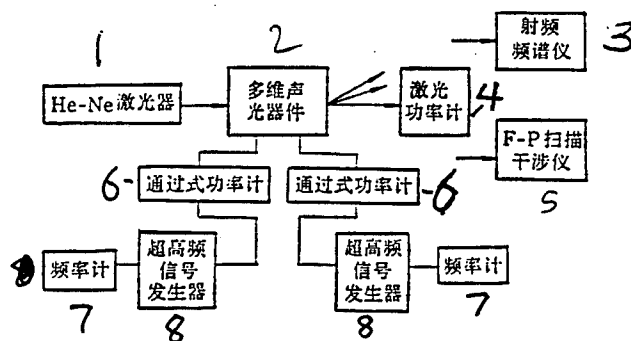 1
2
3
射频
频谱仪
He-Ne激光器
多维声
光器件
激光
功率计
4
F-P扫描
干涉仪
5
6-
通过式功率计
通过式功率计
-6
频率计
超高频
信号
发生器
超高频
信号
发生器
频率计
7
8
8
7